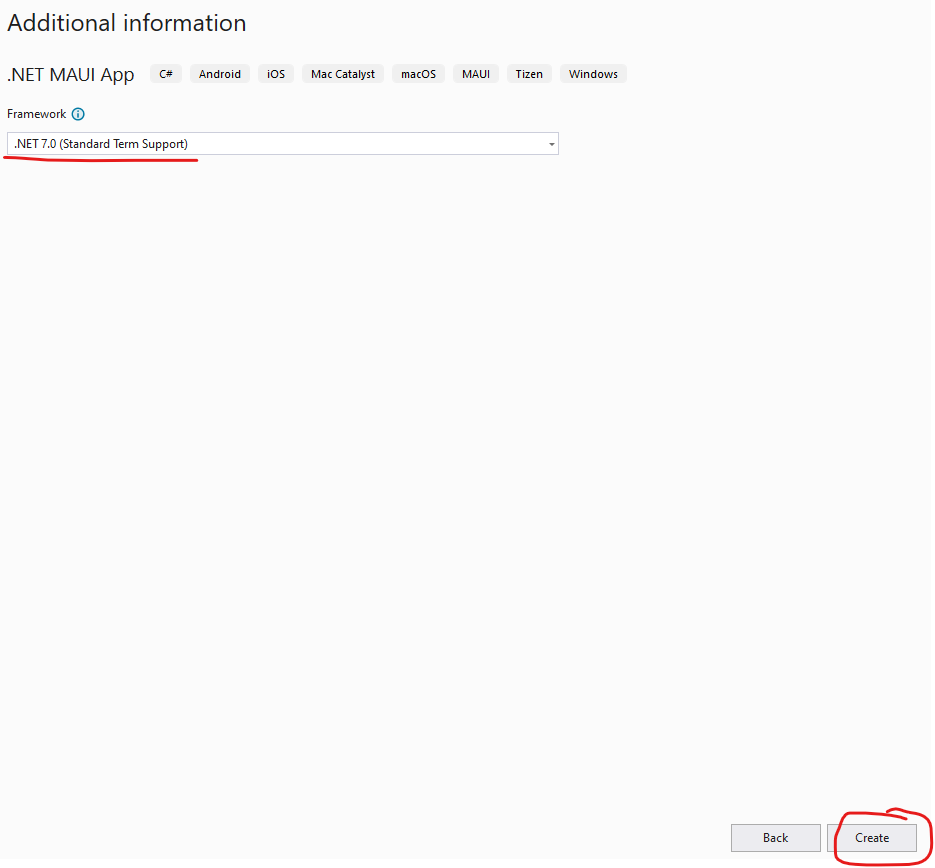 Additional information
.NET MAUI App C# Android iOS Mac Catalyst macOS MAUI Tizen Windows
Framework
.NET 7.0 (Standard Term Support)
Back Create